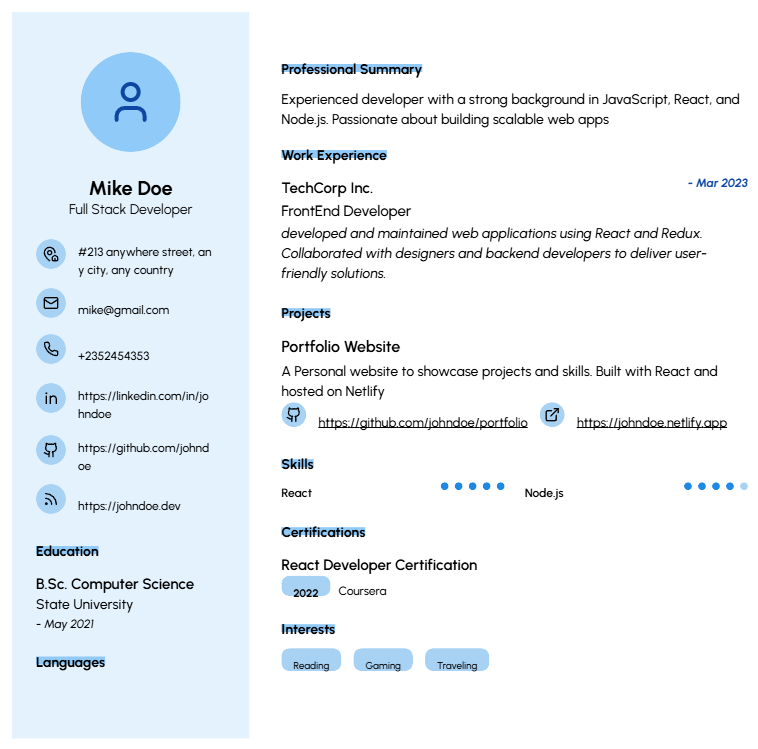 Mike Doe
Full Stack Developer
#213 anywhere street, an
y city, any country
mike@gmail.com
+2352454353
https://linkedin.com/in/jo
hndoe
https://github.com/johnd
oe
https://johndoe.dev
Education
B.Sc. Computer Science
State University
- May 2021
Languages
Professional Summary
Experienced developer with a strong background in JavaScript, React, and
Node.js. Passionate about building scalable web apps
Work Experience
TechCorp Inc.
- Mar 2023
FrontEnd Developer
developed and maintained web applications using React and Redux.
Collaborated with designers and backend developers to deliver user-
friendly solutions.
Projects
Portfolio Website
A Personal website to showcase projects and skills. Built with React and
hosted on Netlify
https://github.com/johndoe/portfolio https://johndoe.netlify.app
Skills
React Node.js
Certifications
React Developer Certification
2022 Coursera
Interests
Reading Gaming Traveling